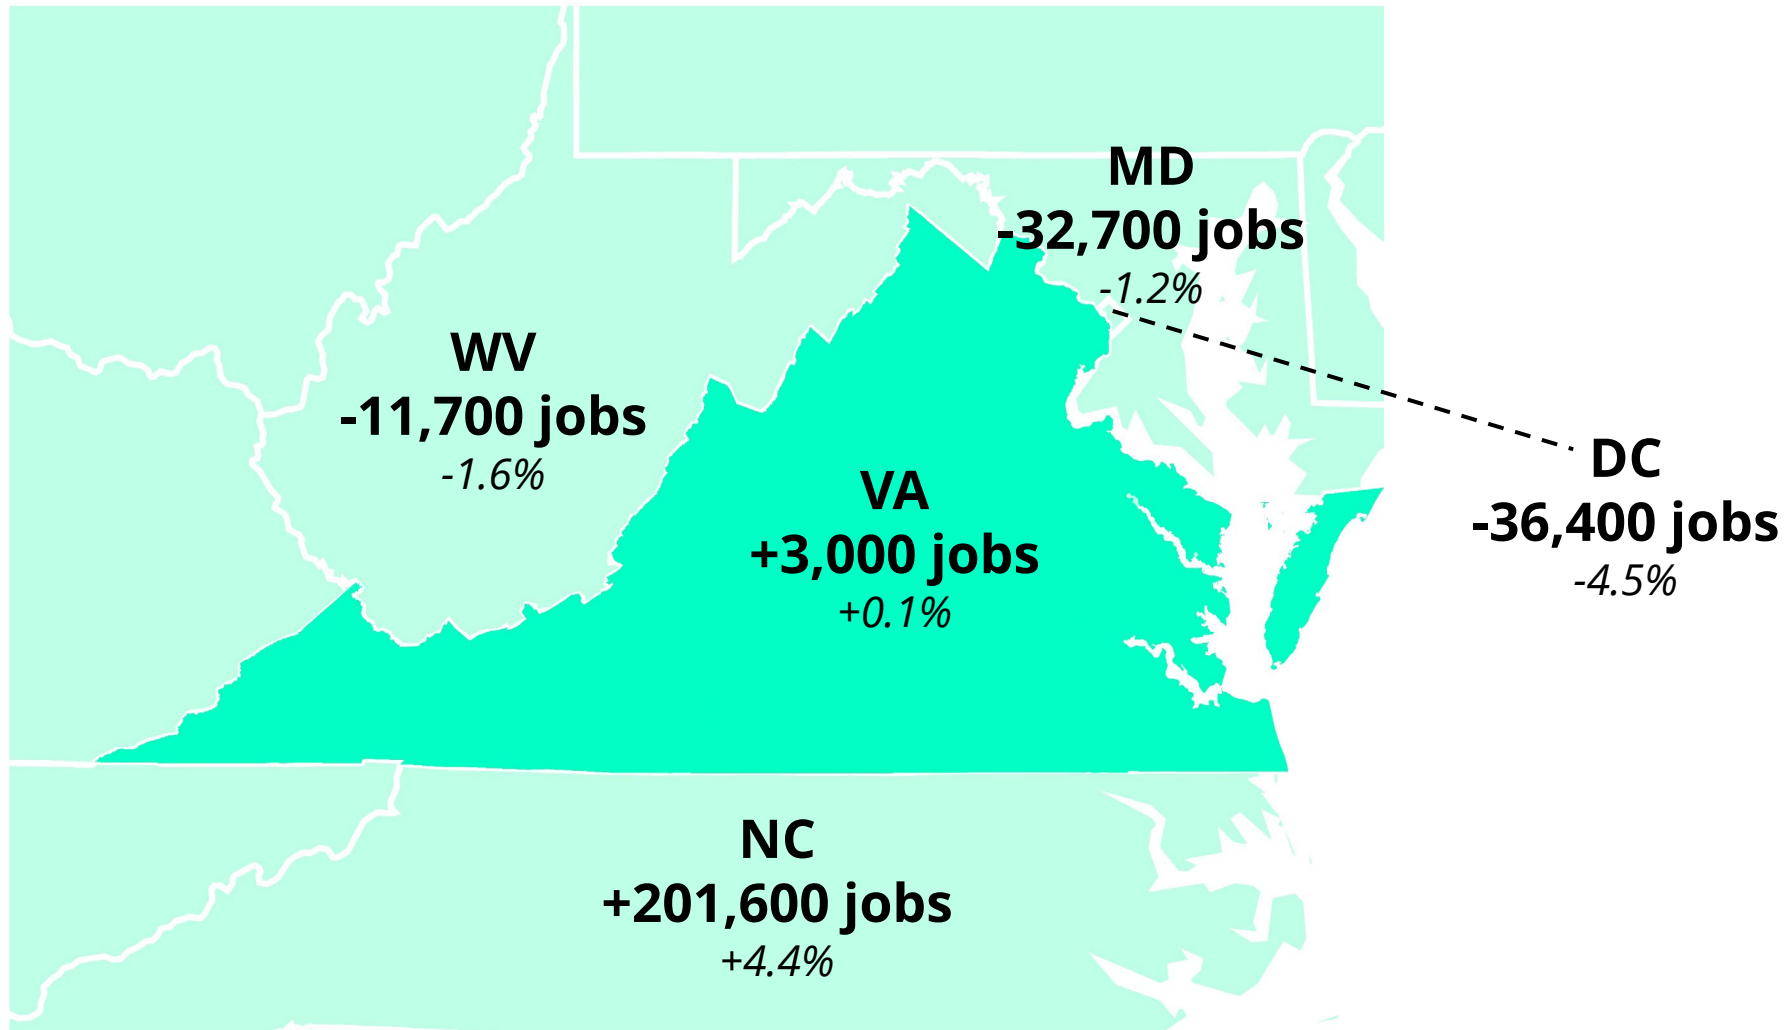 MD
-32,700 jobs
-1.2%
WV
-11,700 jobs
-1.6%
DC
-36,400 jobs
-4.5%
VA
+3,000 jobs
+0.1%
NC
+201,600 jobs
+4.4%